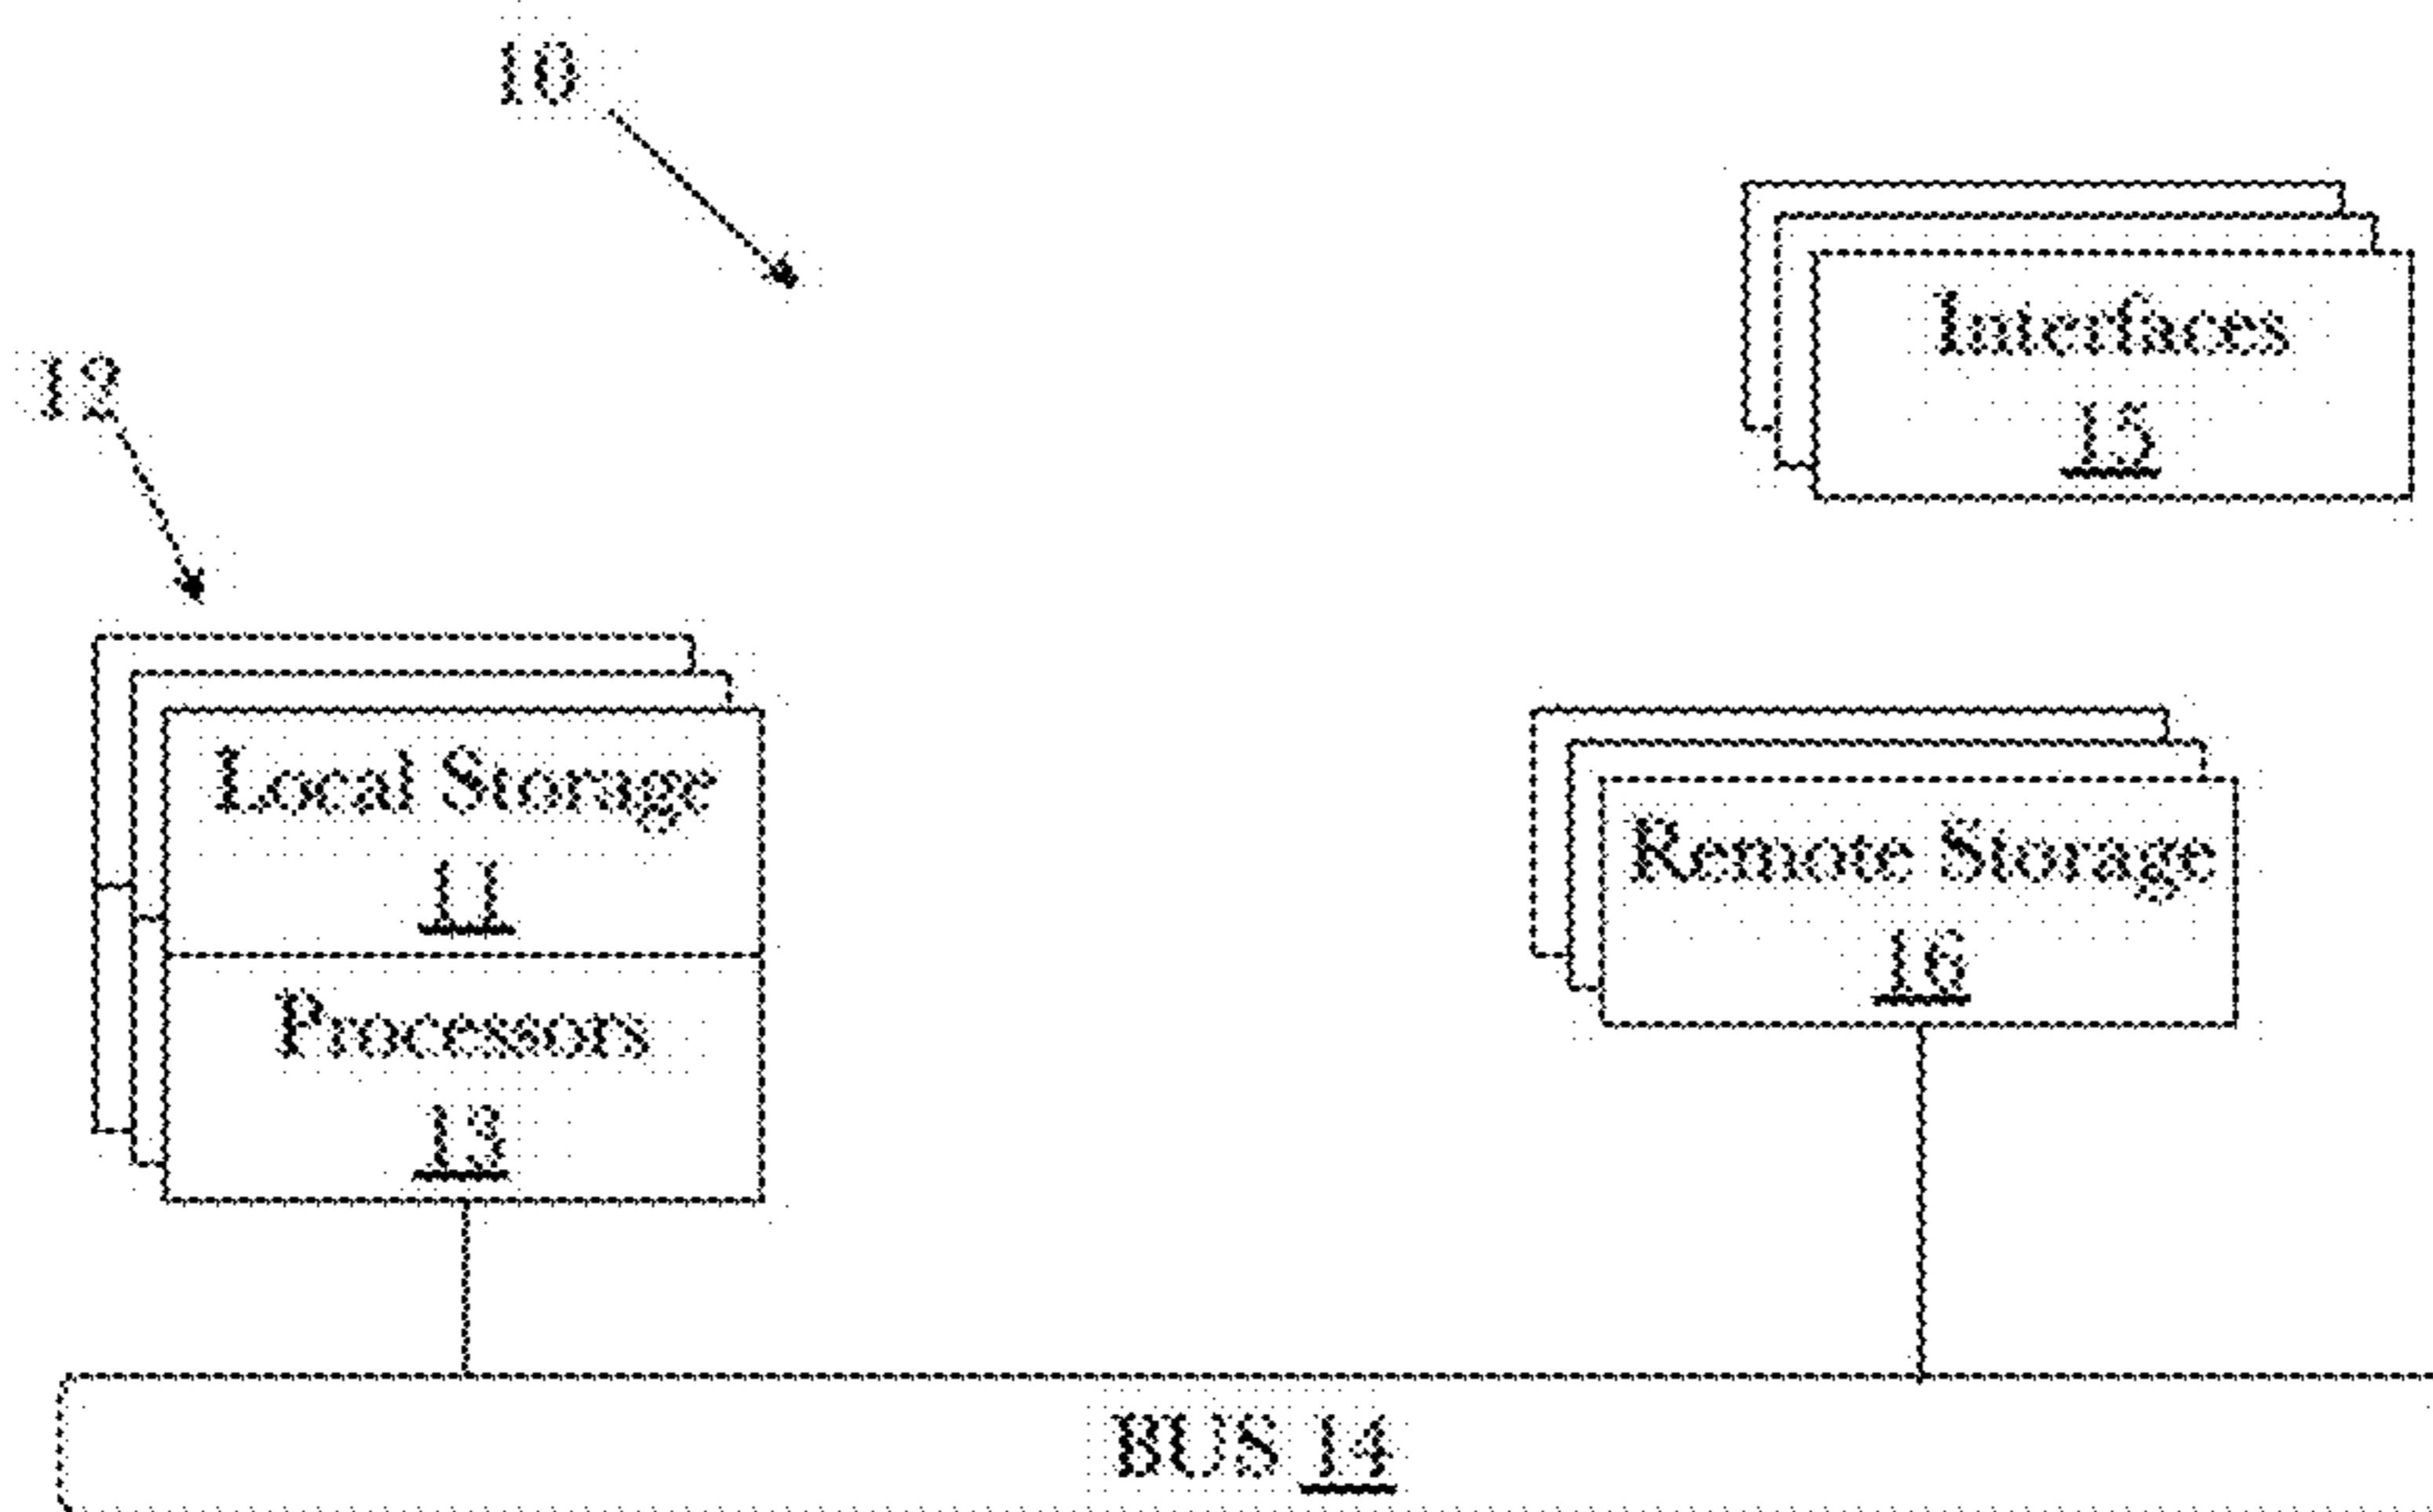 10
Interfaces
15
12
Local Storage
11
Remote Storage
16
Processors
13
BUS 14